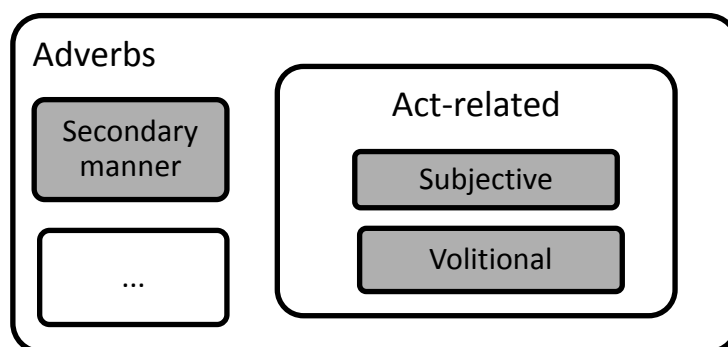 Adverbs
Secondary
manner
...
Act-related
Subjective
Volitional